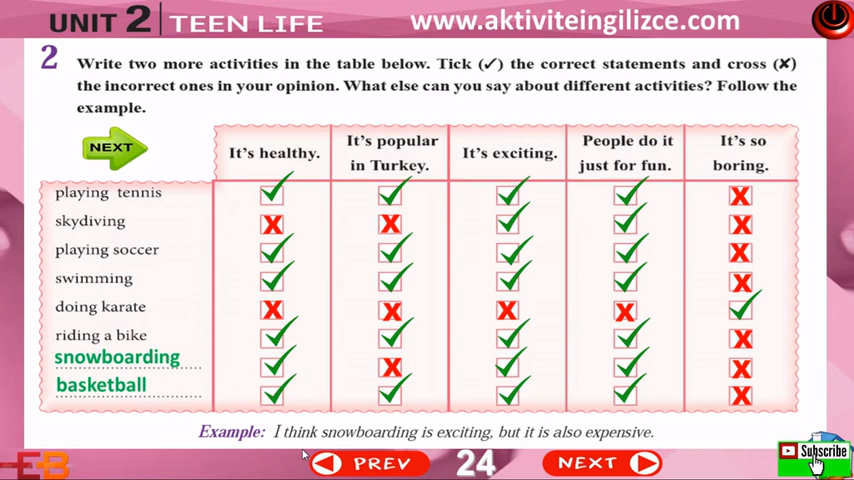 UNIT 2 TEEN LIFE
www.aktiviteingilizce.com
2 Write two more activities in the table below. Tick (✓) the correct statements and cross (✘)
the incorrect ones in your opinion. What else can you say about different activities? Follow the
example.
NEXT
It's healthy.
It's popular
in Turkey.
It's exciting.
People do it
just for fun.
It's so
boring.
playing tennis
skydiving
playing soccer
swimming
doing karate
riding a bike
snowboarding
basketball
Example: I think snowboarding is exciting, but it is also expensive.
EB
PREV
24
NEXT
Subscribe